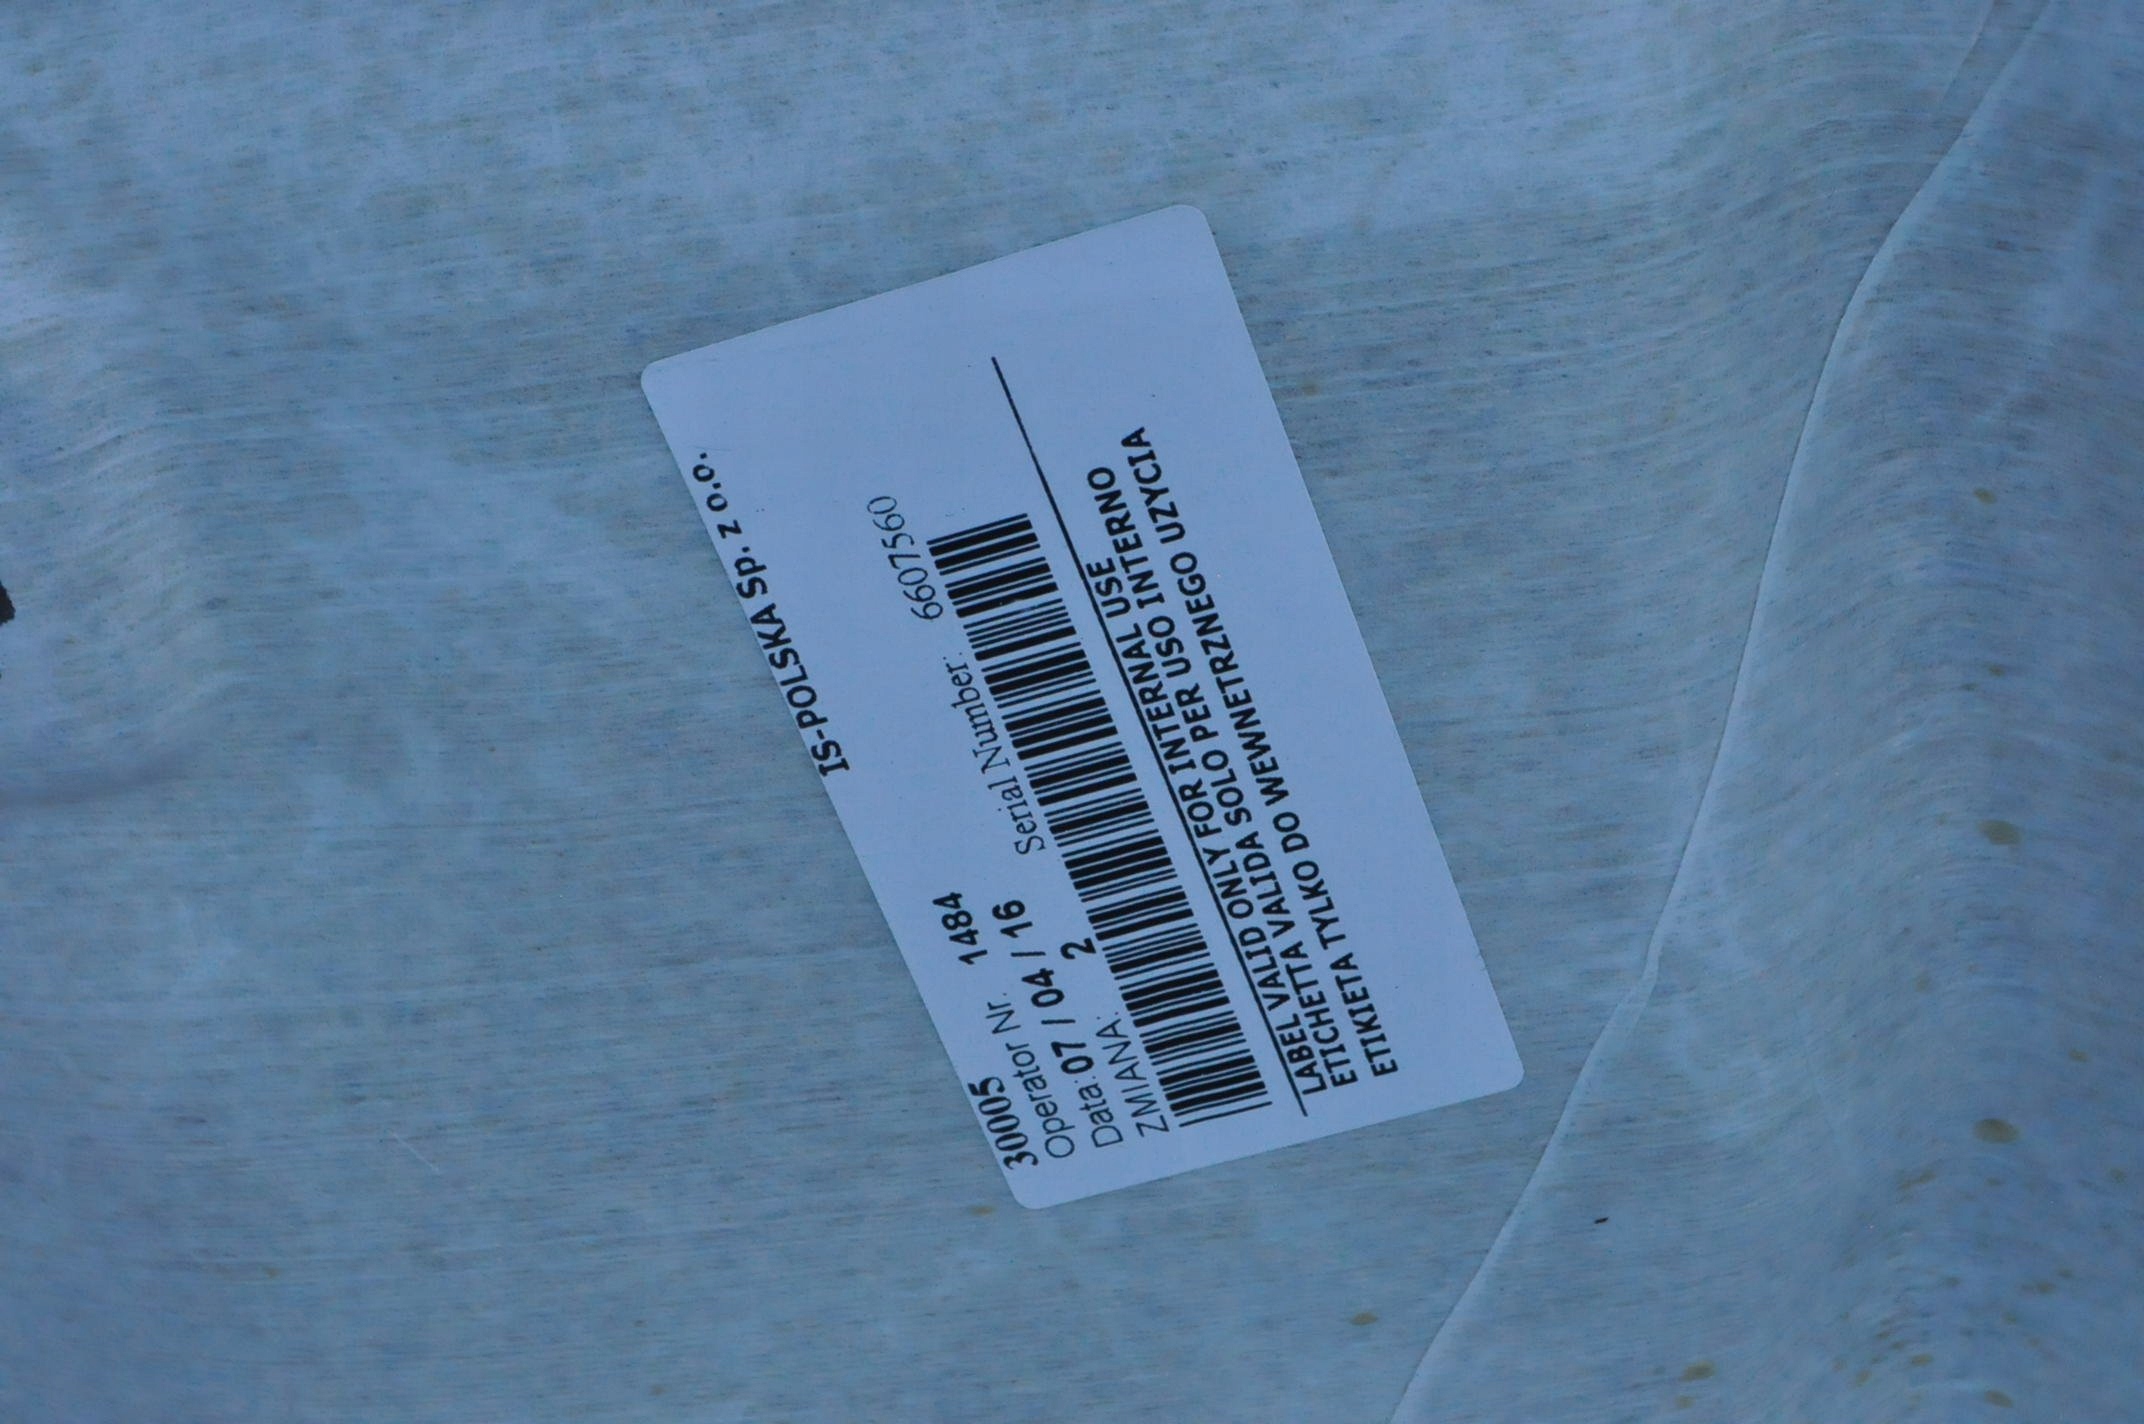 IS-POLSKA Sp. z o.o.
30005
Operator Nr. 1484
Data: 07 / 04 / 16 Serial Number: 6607560
ZMIANA: 2
LABEL VALID ONLY FOR INTERNAL USE
ETICHETTA VALIDA SOLO PER USO INTERNO
ETIKIETA TYLKO DO WEWNETRZNEGO UZYCIA